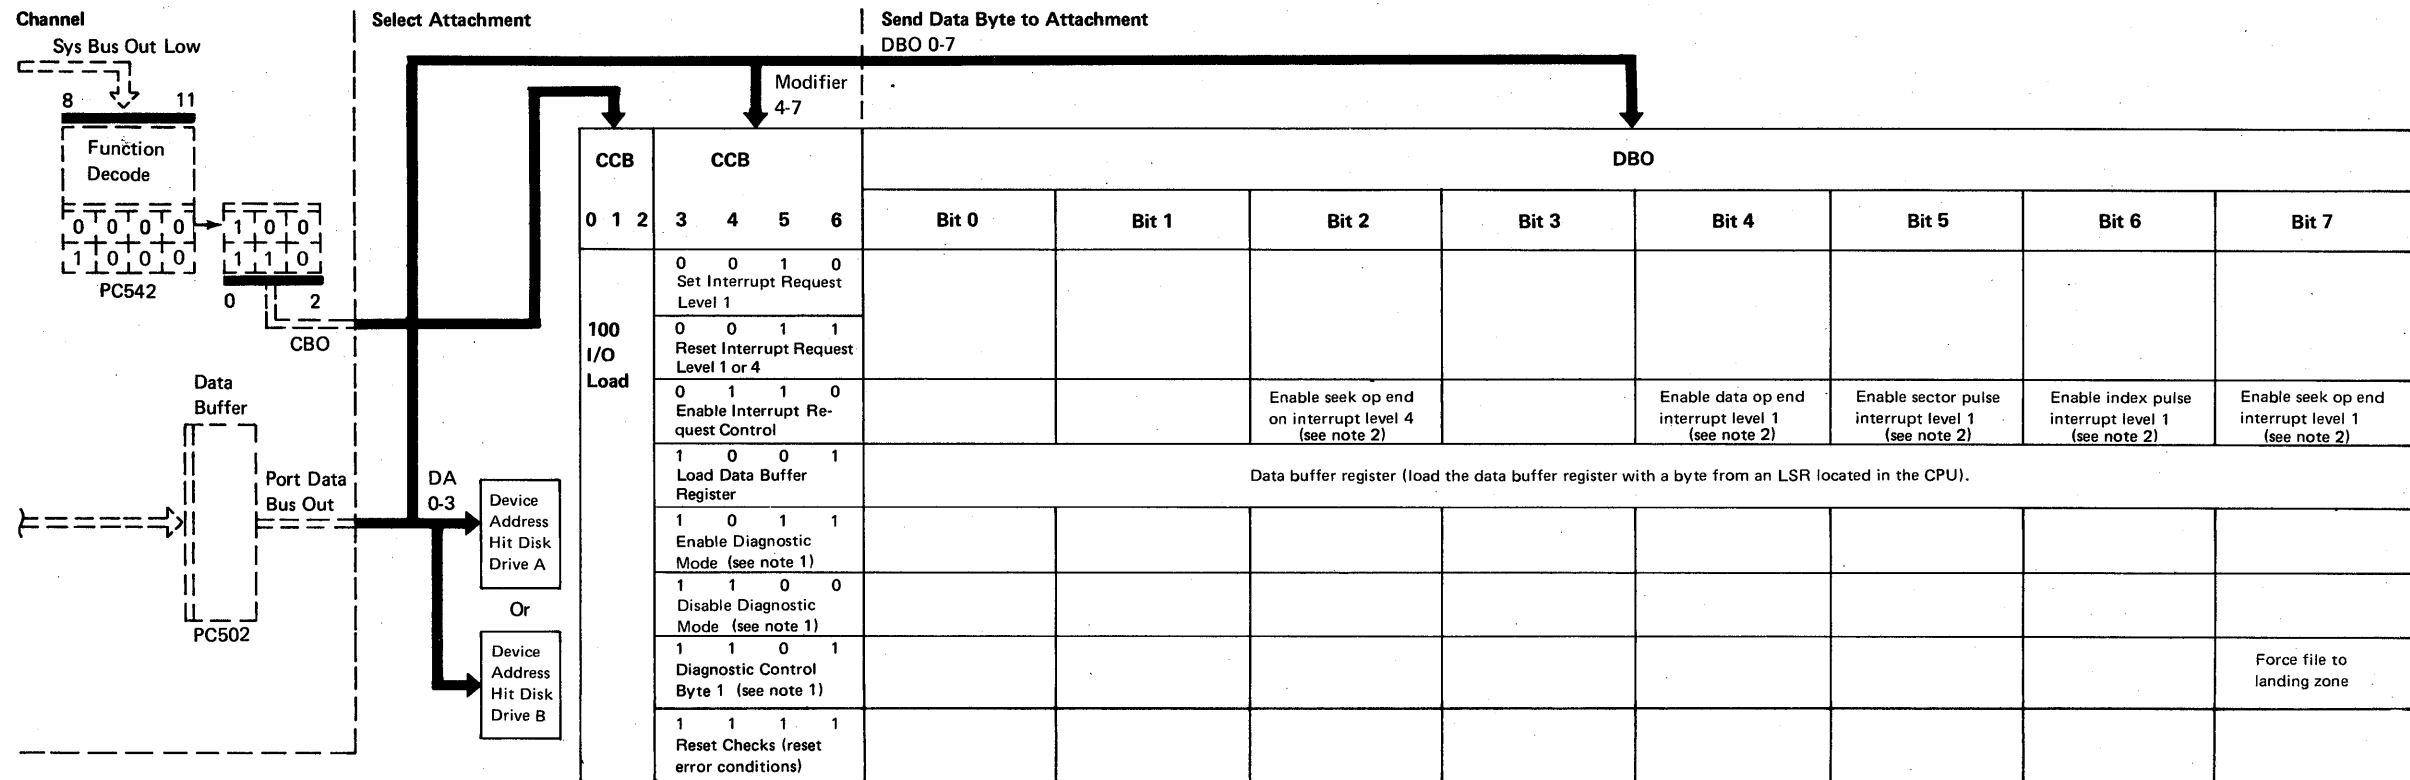 Channel
Sys Bus Out Low
8 11
Function
Decode
0 0 0 0
1 0 0 0
PC542
1 0 0
1 1 0
0 2
CBO
Data
Buffer
Port Data
Bus Out
PC502
Select Attachment
Modifier
4-7
DA
0-3
Device
Address
Hit Disk
Drive A
Or
Device
Address
Hit Disk
Drive B
Send Data Byte to Attachment
DBO 0-7
CCB
CCB
DBO
0 1 2
3 4 5 6
Bit 0
Bit 1
Bit 2
Bit 3
Bit 4
Bit 5
Bit 6
Bit 7
100
I/O
Load
0 0 1 0
Set Interrupt Request
Level 1
0 0 1 1
Reset Interrupt Request
Level 1 or 4
0 1 1 0
Enable Interrupt Re-
quest Control
Enable seek op end
on interrupt level 4
(see note 2)
Enable data op end
interrupt level 1
(see note 2)
Enable sector pulse
interrupt level 1
(see note 2)
Enable index pulse
interrupt level 1
(see note 2)
Enable seek op end
interrupt level 1
(see note 2)
1 0 0 1
Load Data Buffer
Register
Data buffer register (load the data buffer register with a byte from an LSR located in the CPU).
1 0 1 1
Enable Diagnostic
Mode (see note 1)
1 1 0 0
Disable Diagnostic
Mode (see note 1)
1 1 0 1
Diagnostic Control
Byte 1 (see note 1)
Force file to
landing zone
1 1 1 1
Reset Checks (reset
error conditions)